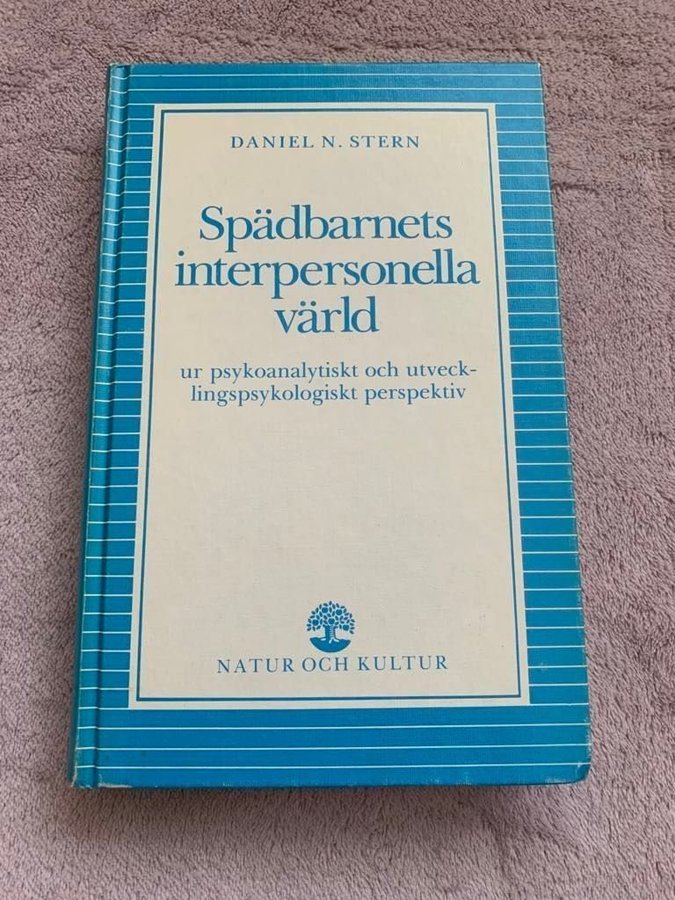 DANIEL N. STERN
Spädbarnets
interpersonella
värld
ur psykoanalytiskt och utveck-
lingspsykologiskt perspektiv
NATUR OCH KULTUR